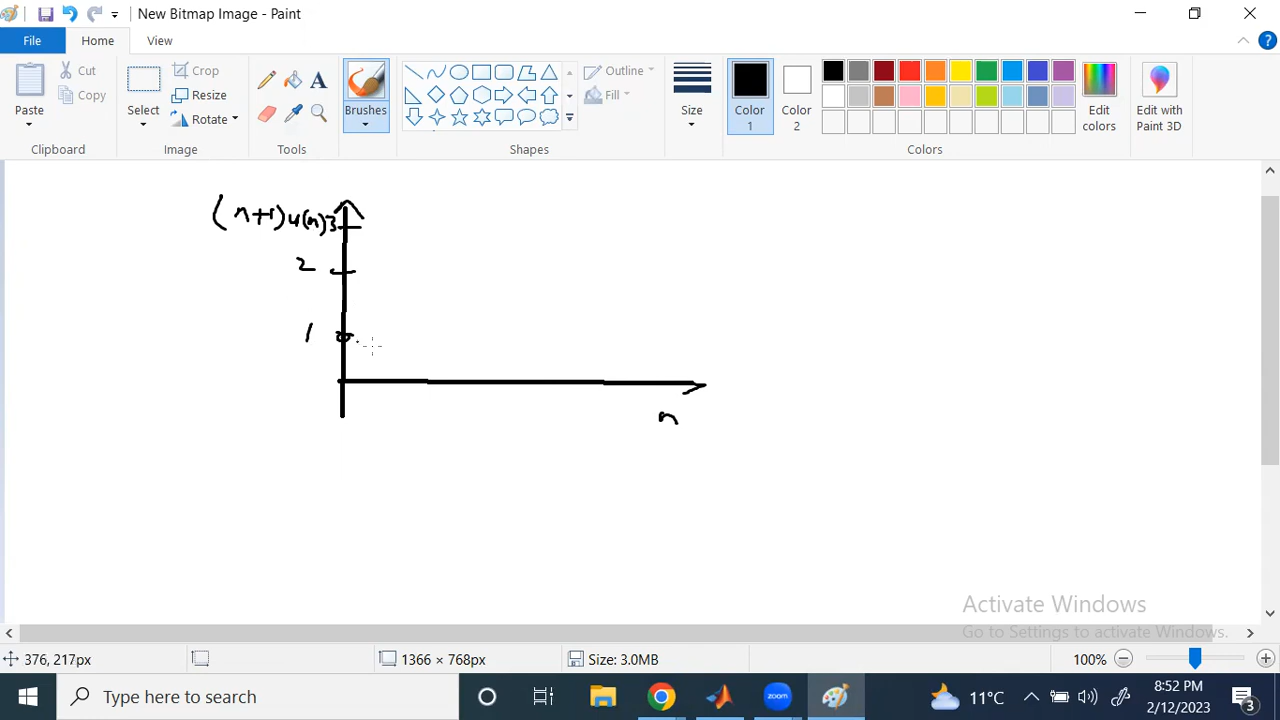 New Bitmap Image - Paint
File Home View
Paste Cut Copy Select Crop Resize Rotate Brushes Outline Fill Size Color 1 Color 2 Edit colors Edit with Paint 3D
Clipboard Image Tools Shapes Colors
(n+1)u(n) 3
2
1
n
Activate Windows
Go to Settings to activate Windows.
376, 217px 1366 × 768px Size: 3.0MB 100%
Type here to search 11°C 8:52 PM 2/12/2023 3